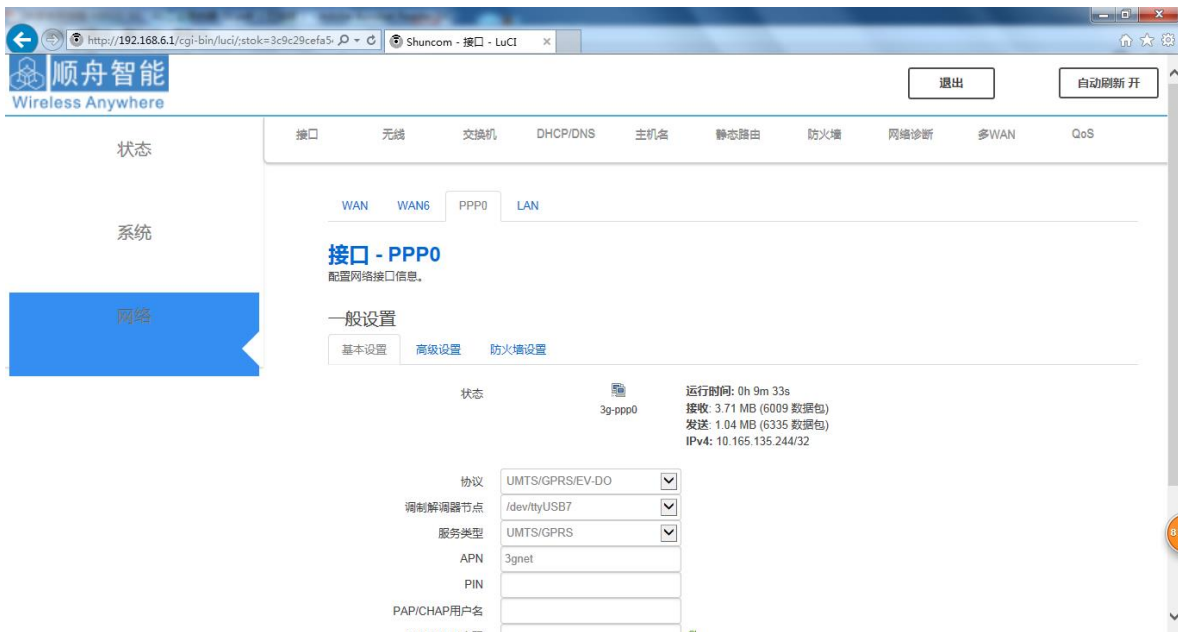 http://192.168.6.1/cgi-bin/luci/;stok=3c9c29cefa5
Shuncom - 接口 - LuCI
顺舟智能
Wireless Anywhere
退出
自动刷新 开
接口 无线 交换机 DHCP/DNS 主机名 静态路由 防火墙 网络诊断 多WAN QoS
状态
系统
网络
WAN WAN6 PPP0 LAN
接口 - PPP0
配置网络接口信息。
一般设置
基本设置 高级设置 防火墙设置
状态
3g-ppp0
运行时间: 0h 9m 33s
接收: 3.71 MB (6009 数据包)
发送: 1.04 MB (6335 数据包)
IPv4: 10.165.135.244/32
协议 UMTS/GPRS/EV-DO
调制解调器节点 /dev/ttyUSB7
服务类型 UMTS/GPRS
APN 3gnet
PIN
PAP/CHAP用户名
8